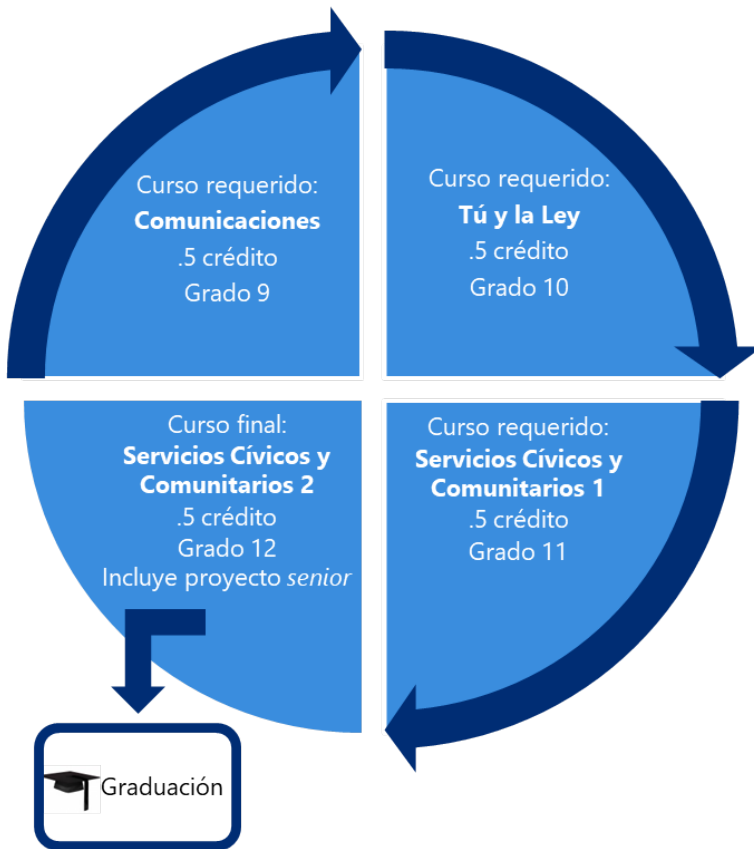 Curso requerido:
Comunicaciones
.5 crédito
Grado 9
Curso requerido:
Tú y la Ley
.5 crédito
Grado 10
Curso requerido:
Servicios Cívicos y
Comunitarios 1
.5 crédito
Grado 11
Curso final:
Servicios Cívicos y
Comunitarios 2
.5 crédito
Grado 12
Incluye proyecto senior
Graduación